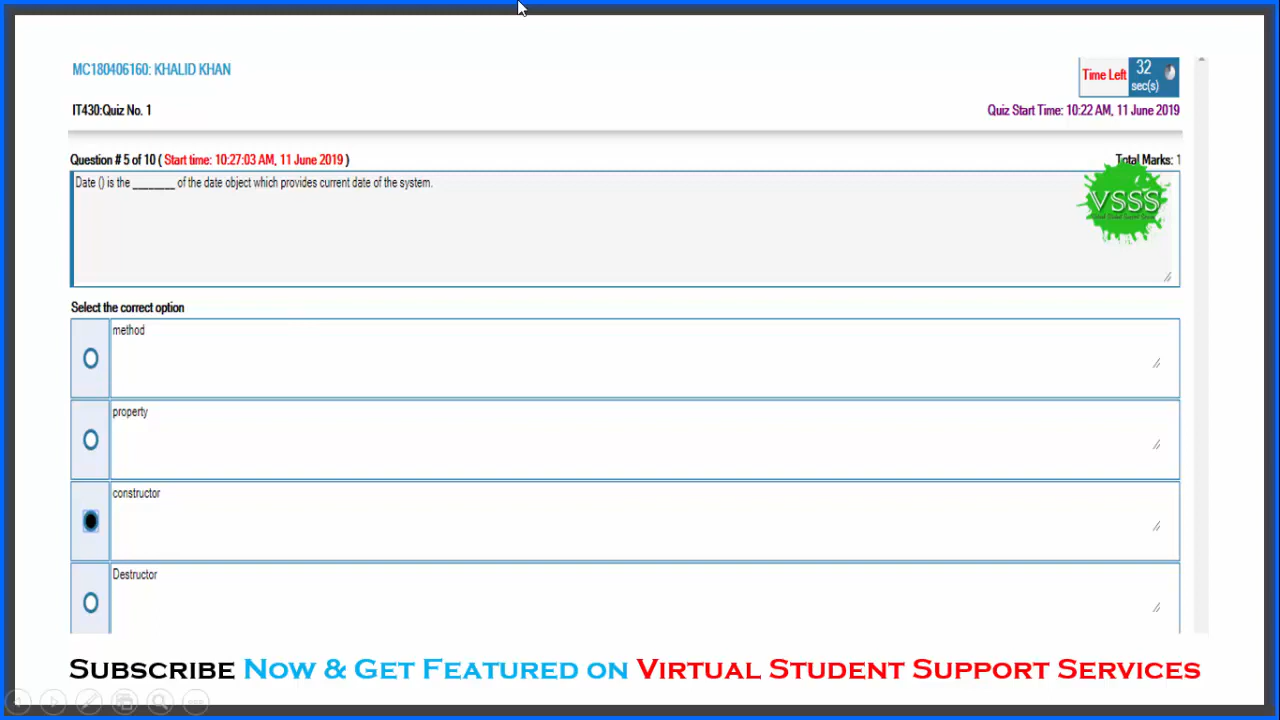 MC180406160: KHALID KHAN
Time Left 32 sec(s)
IT430:Quiz No. 1
Quiz Start Time: 10:22 AM, 11 June 2019
Question # 5 of 10 ( Start time: 10:27:03 AM, 11 June 2019 )
Total Marks: 1
Date () is the ________ of the date object which provides current date of the system.
VSSS
Select the correct option
method
property
constructor
Destructor
Subscribe Now & Get Featured on Virtual Student Support Services